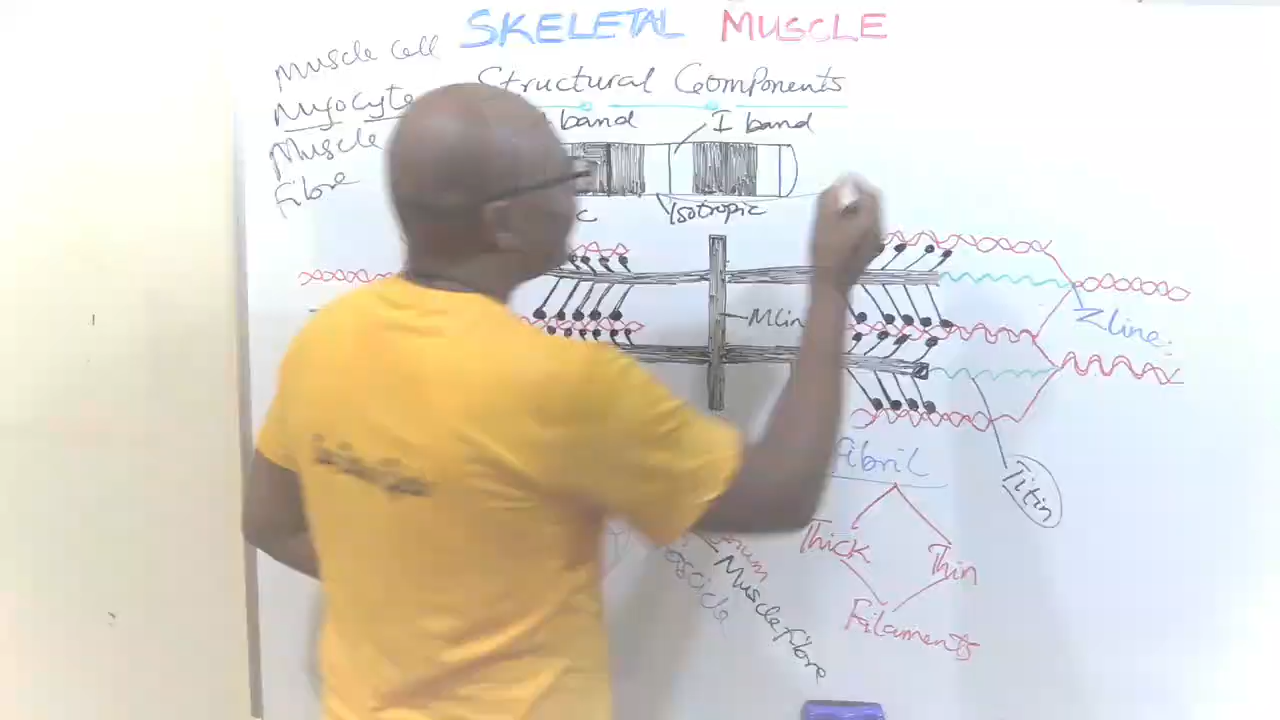 SKELETAL MUSCLE
Muscle cell
Structural Components
Myocyte
band
I band
Muscle
fibre
Isotropic
M lin
Z line
fibril
Titin
Thick
Thin
Muscle fibre
Filaments